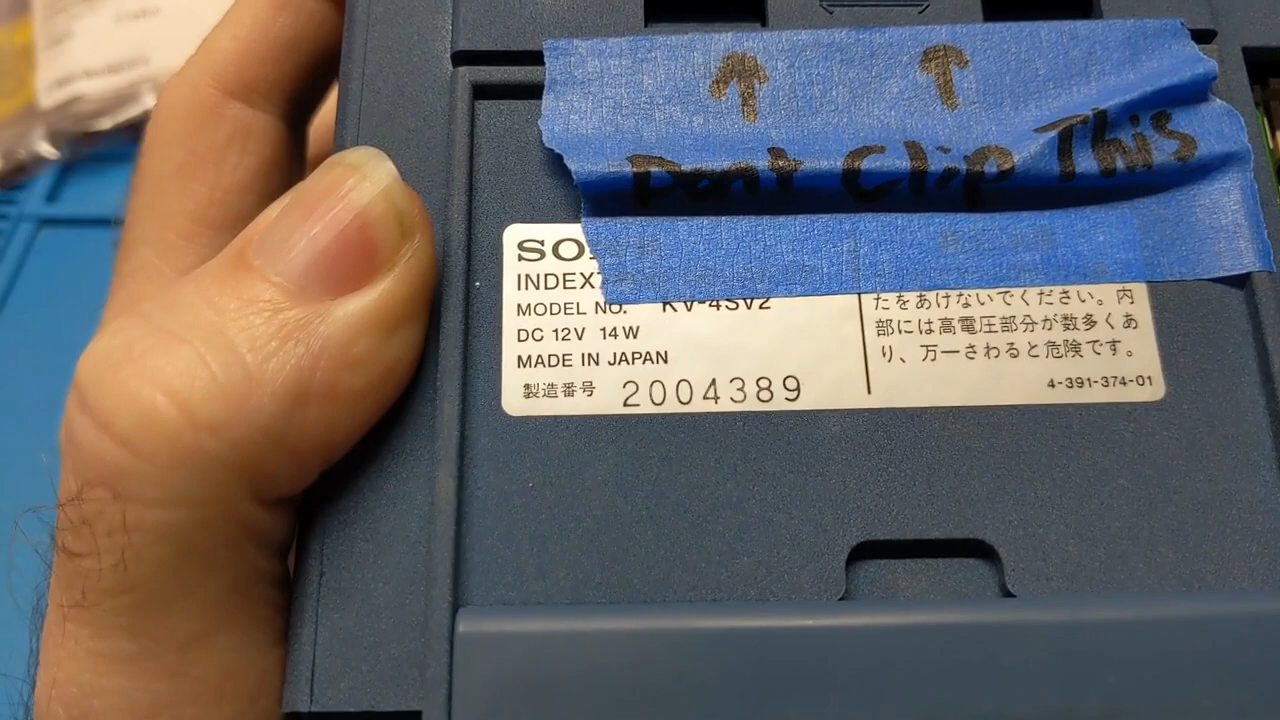 Dont Clip This
SO
INDEX
MODEL NO. KV-4SV2
DC 12V 14W
MADE IN JAPAN
製造番号 2004389
たをあけないでください。内
部には高電圧部分が数多くあ
り、万一さわると危険です。
4-391-374-01